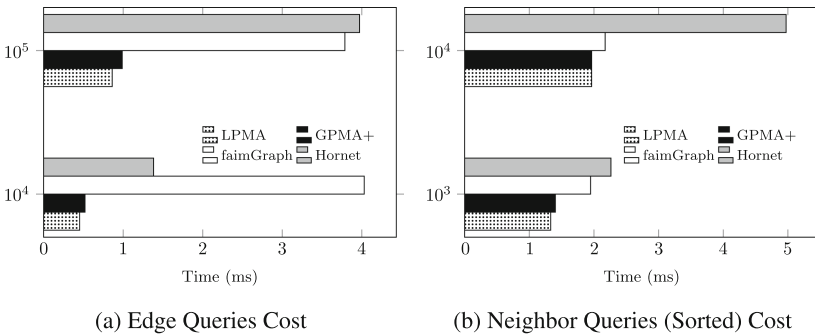 10^5
10^4
LPMA
GPMA+
faimGraph
Hornet
0 1 2 3 4
Time (ms)
(a) Edge Queries Cost
10^4
10^3
LPMA
GPMA+
faimGraph
Hornet
0 1 2 3 4 5
Time (ms)
(b) Neighbor Queries (Sorted) Cost